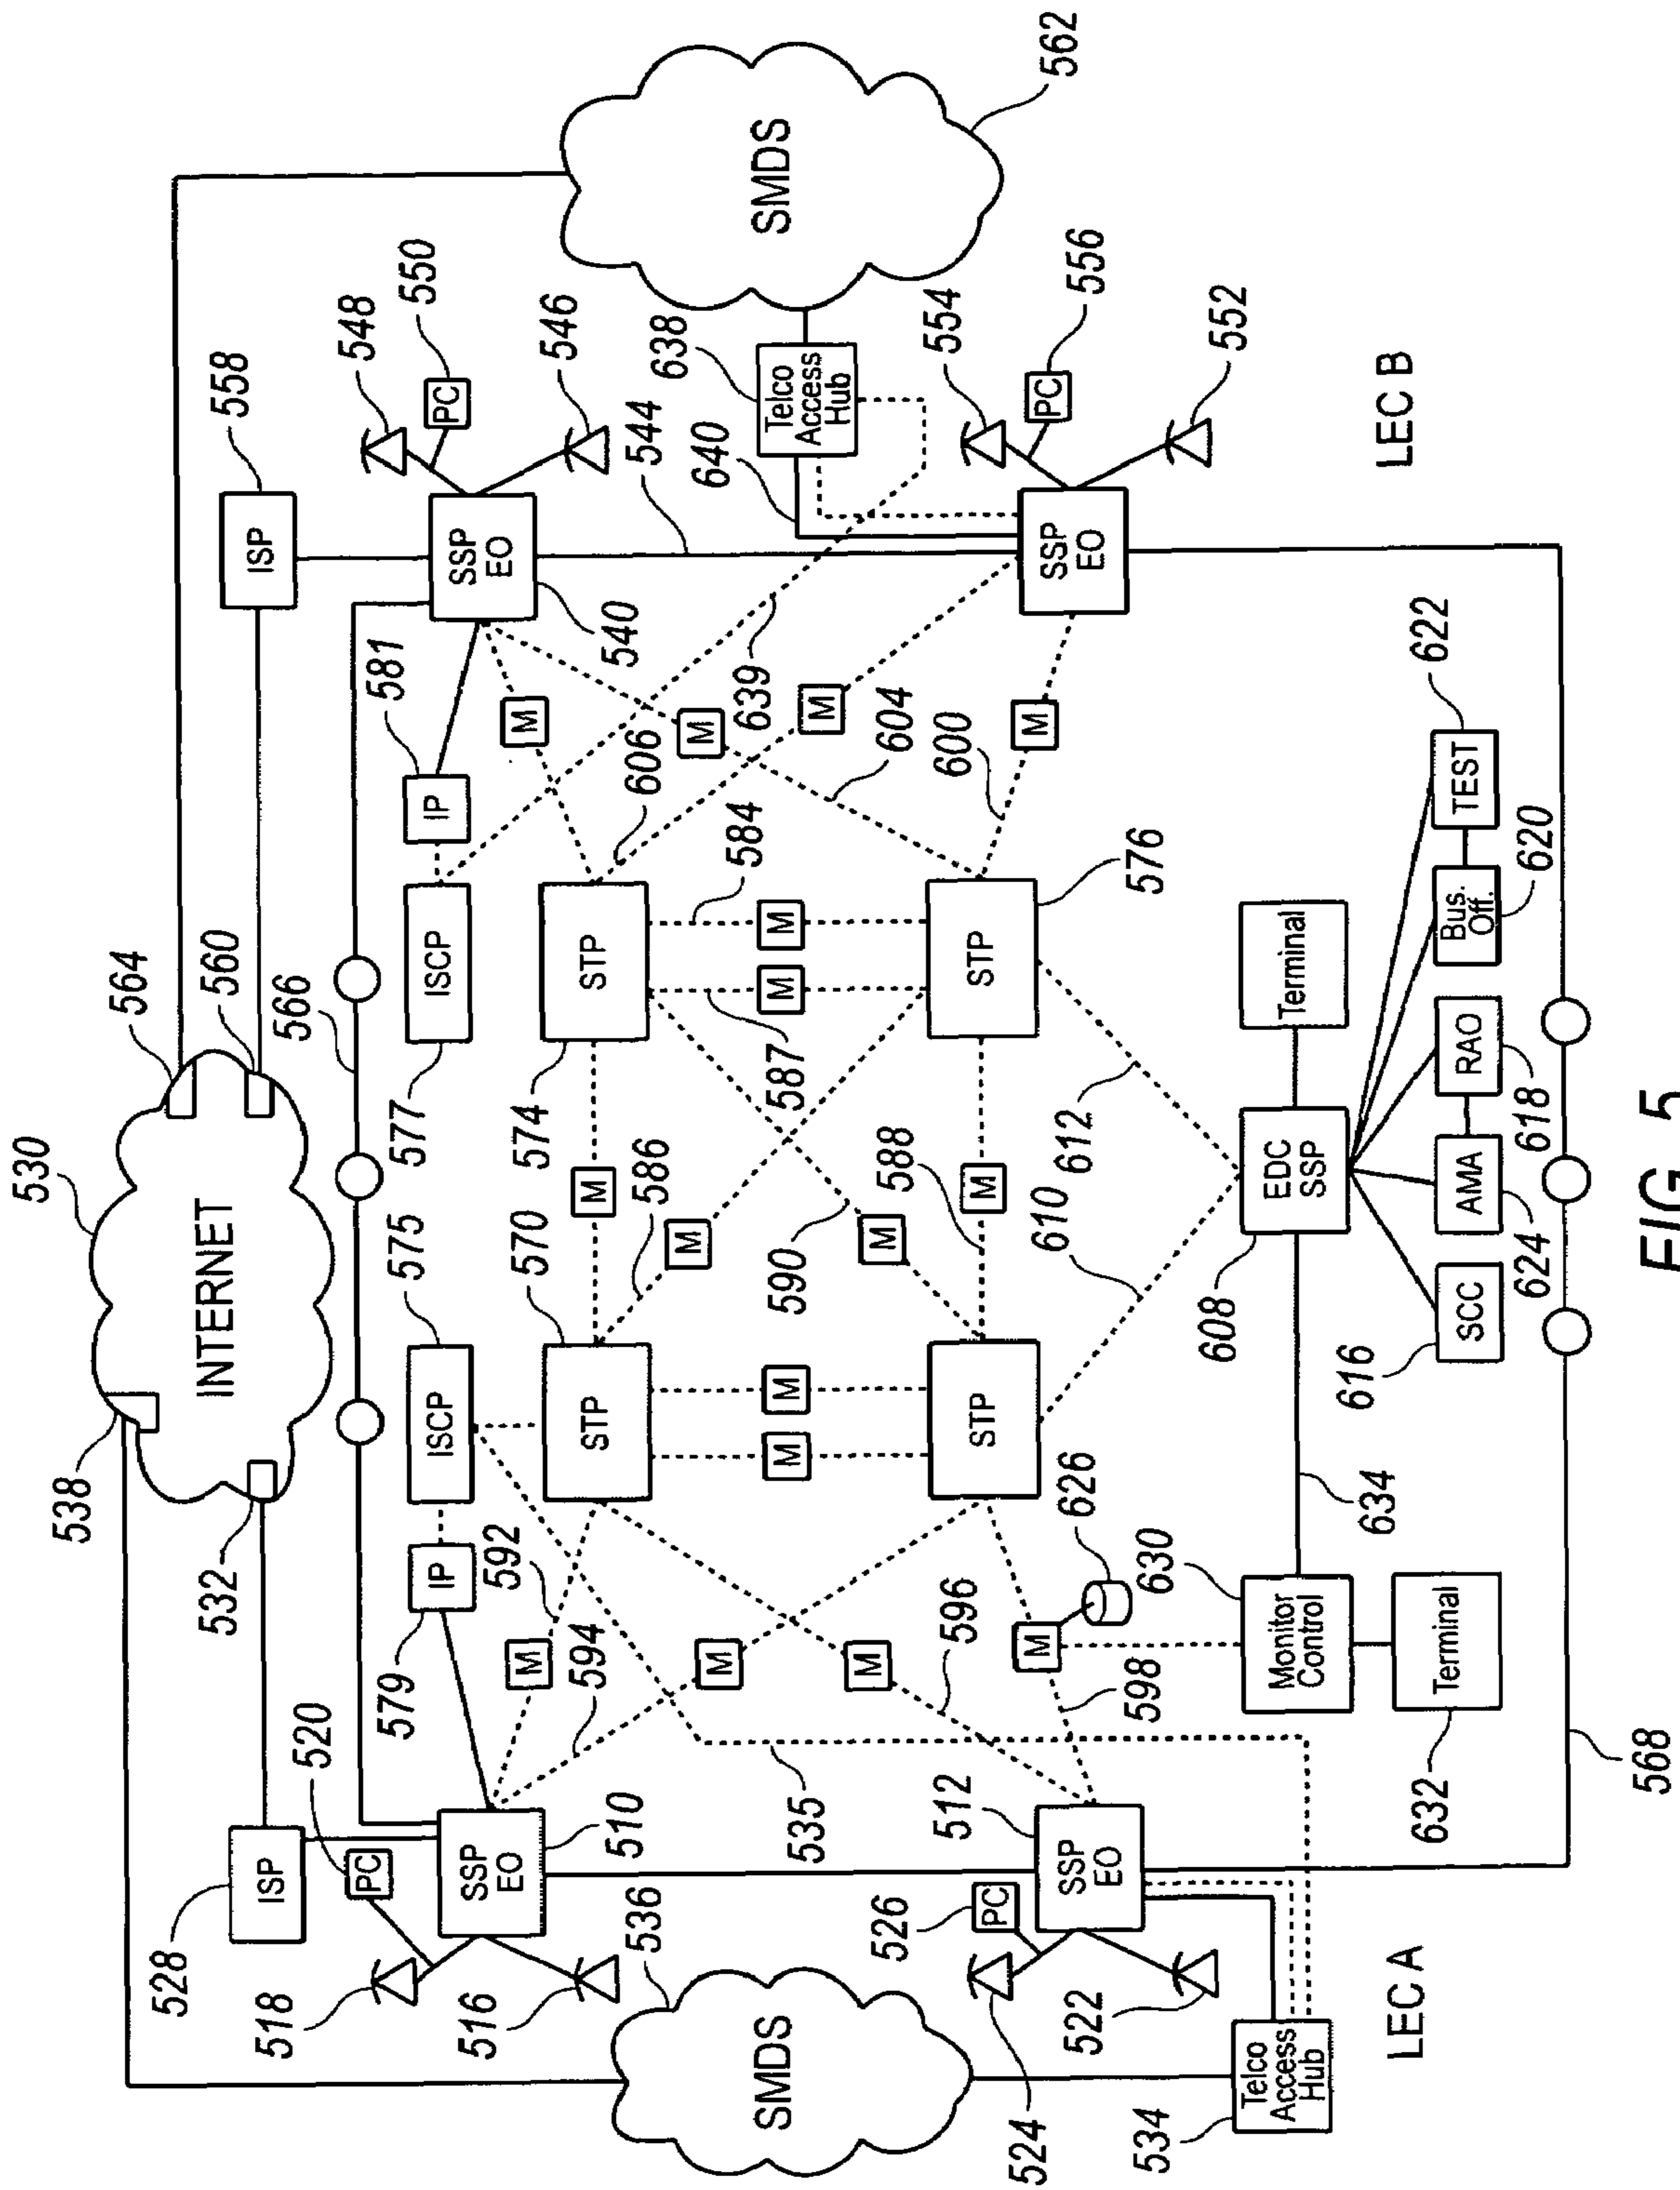 530
INTERNET
538
532
564
560
566
558
ISP
528
ISP
562
SMDS
536
SMDS
548
550
PC
546
544
640
638
Telco
Access
Hub
554
556
PC
552
LEC B
SSP
EO
540
SSP
EO
581
IP
577
ISCP
575
ISCP
579
IP
592
594
520
PC
518
516
SSP
EO
510
512
SSP
EO
526
PC
524
522
534
Telco
Access
Hub
LEC A
535
M
M
M
M
596
598
626
570
STP
STP
574
STP
STP
576
586
M
M
590
M
588
M
587
584
M
M
M
M
606
639
604
600
M
M
M
M
610
612
608
EDC
SSP
Terminal
622
TEST
620
Bus.
Off.
RAO
618
AMA
624
SCC
616
634
630
Monitor
Control
Terminal
632
568
FIG. 5